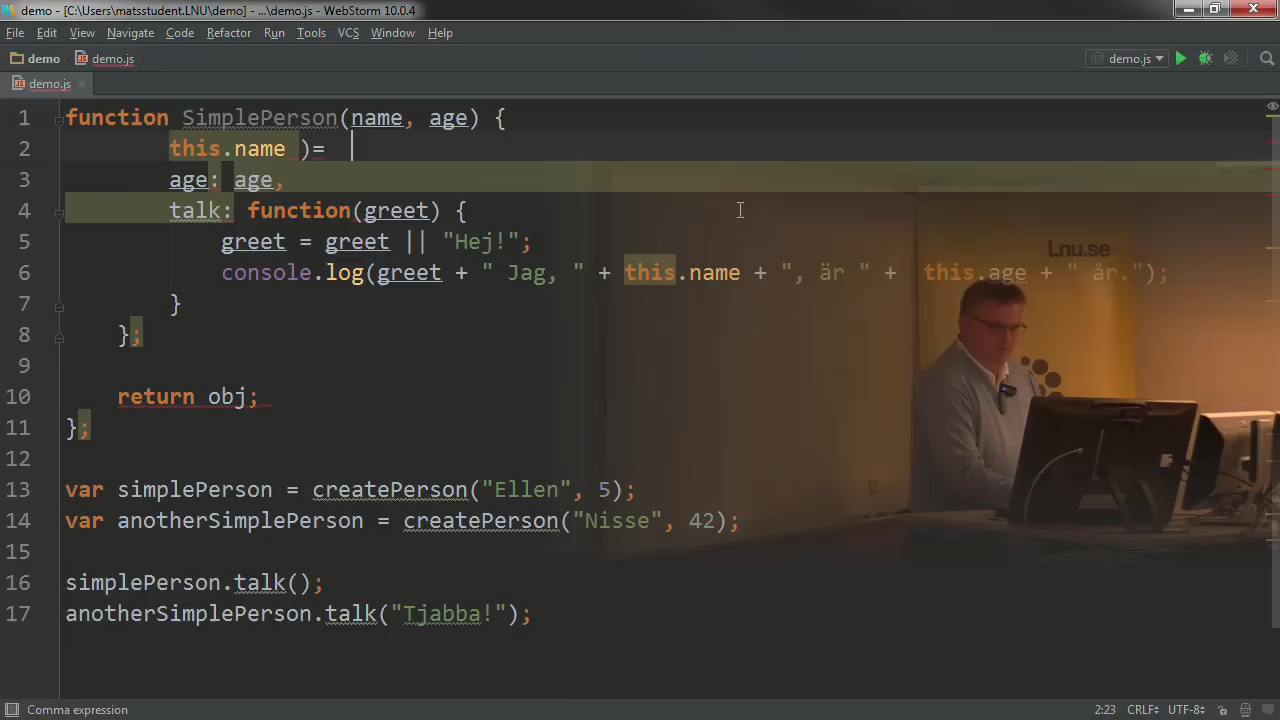 demo - [C:\Users\matsstudent.LNU\demo] - ...\demo.js - WebStorm 10.0.4
File Edit View Navigate Code Refactor Run Tools VCS Window Help
demo demo.js demo.js
demo.js
1 function SimplePerson(name, age) {
2 this.name )=
3 age: age,
4 talk: function(greet) {
5 greet = greet || "Hej!";
6 console.log(greet + " Jag, " + this.name + ", är " + this.age + " år.");
7 }
8 };
9
10 return obj;
11 };
12
13 var simplePerson = createPerson("Ellen", 5);
14 var anotherSimplePerson = createPerson("Nisse", 42);
15
16 simplePerson.talk();
17 anotherSimplePerson.talk("Tjabba!");
Lnu.se
Comma expression 2:23 CRLF UTF-8